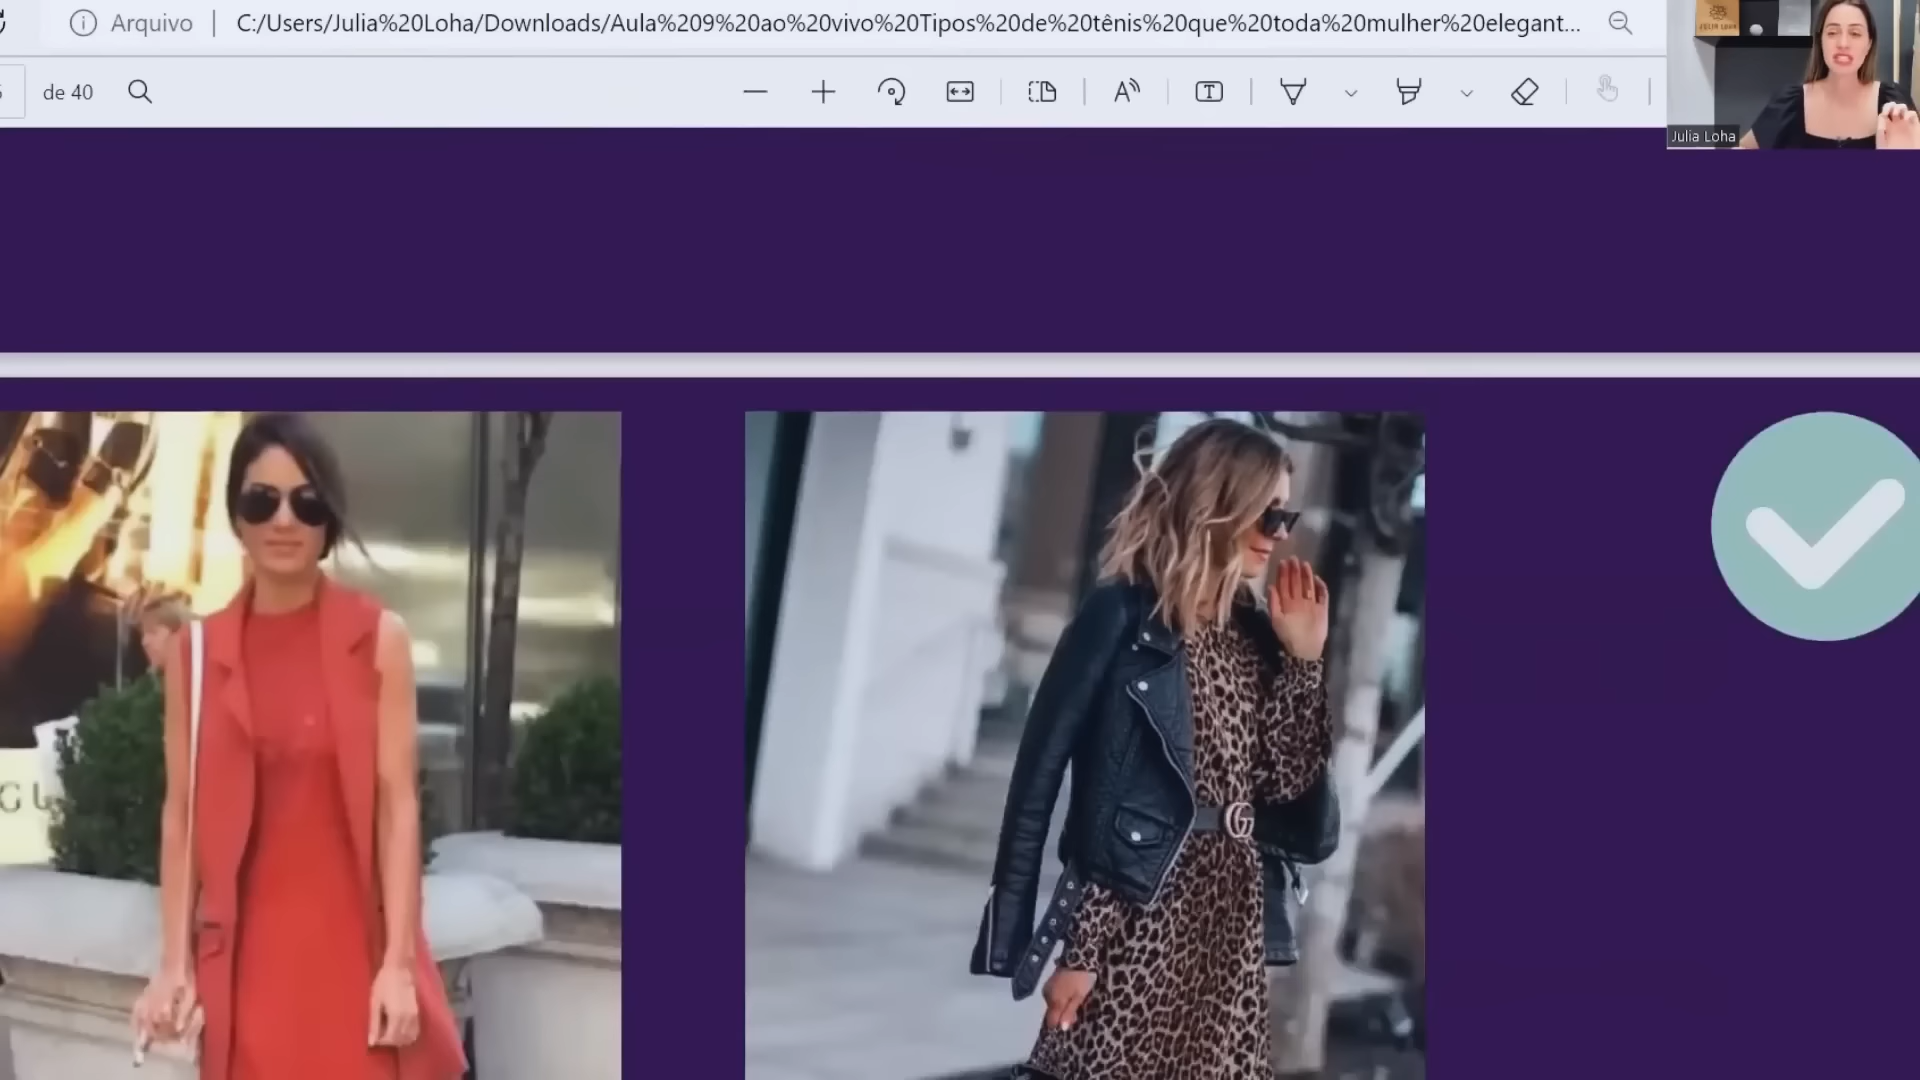 Arquivo
C:/Users/Julia%20Loha/Downloads/Aula%209%20ao%20vivo%20Tipos%20de%20tênis%20que%20toda%20mulher%20elegant...
de 40
Julia Loha